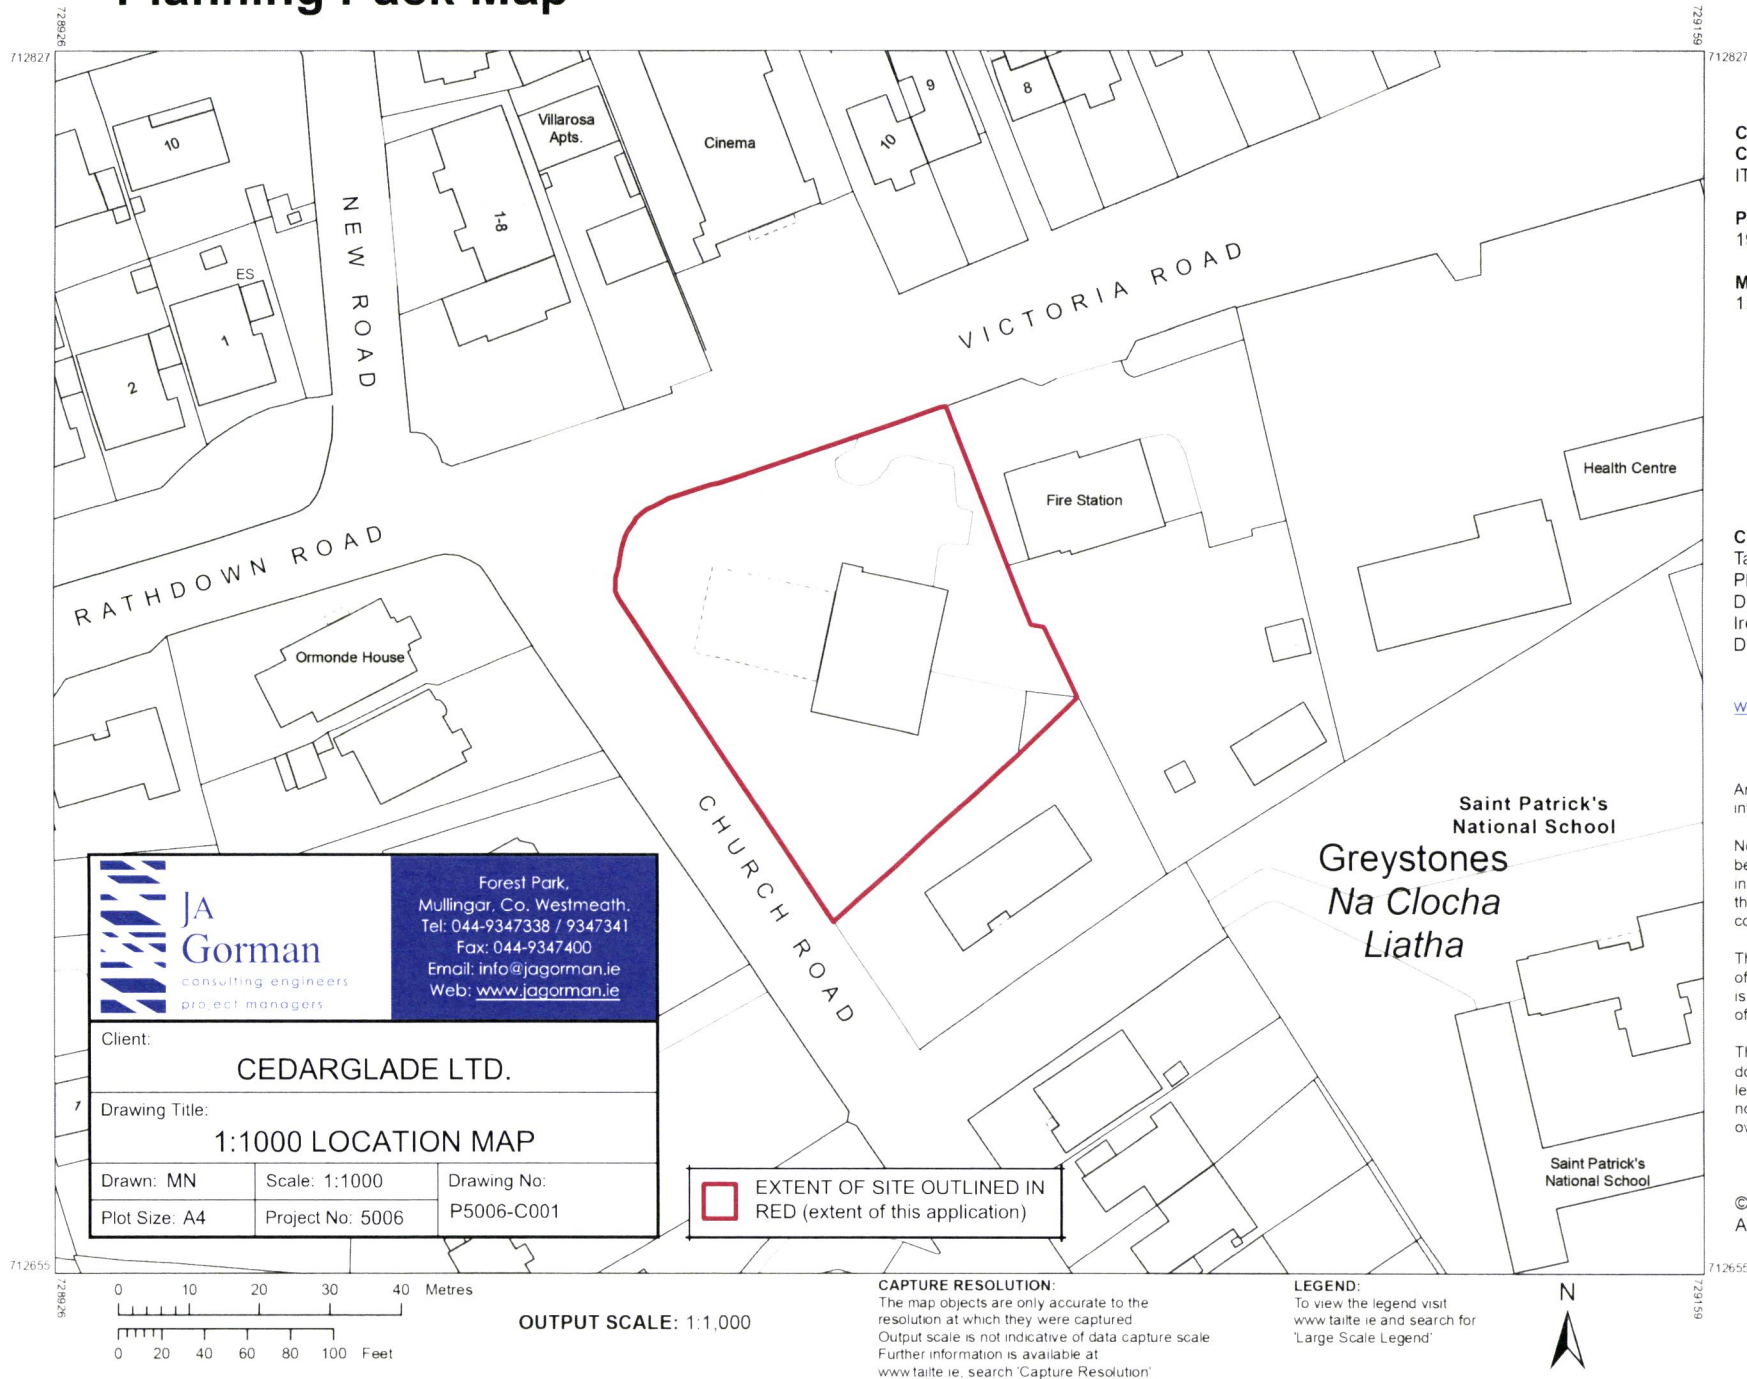 Planning Pack Map
728926
729159
712827
712827
10
Villarosa
Apts.
Cinema
9
10
8
NEW ROAD
1-8
ES
1
2
VICTORIA ROAD
Fire Station
Health Centre
RATHDOWN ROAD
Ormonde House
CHURCH ROAD
Saint Patrick's
National School
Greystones
Na Clocha
Liatha
JA
Gorman
consulting engineers
project managers
Forest Park,
Mullingar, Co. Westmeath.
Tel: 044-9347338 / 9347341
Fax: 044-9347400
Email: info@jagorman.ie
Web: www.jagorman.ie
Client:
CEDARGLADE LTD.
Drawing Title:
1:1000 LOCATION MAP
Drawn: MN
Scale: 1:1000
Drawing No:
P5006-C001
Plot Size: A4
Project No: 5006
1
EXTENT OF SITE OUTLINED IN
RED (extent of this application)
Saint Patrick's
National School
712655
712655
728926
729159
0 10 20 30 40 Metres
0 20 40 60 80 100 Feet
OUTPUT SCALE: 1:1,000
CAPTURE RESOLUTION:
The map objects are only accurate to the
resolution at which they were captured
Output scale is not indicative of data capture scale
Further information is available at
www.tailte.ie, search 'Capture Resolution'
LEGEND:
To view the legend visit
www.tailte.ie and search for
'Large Scale Legend'
N